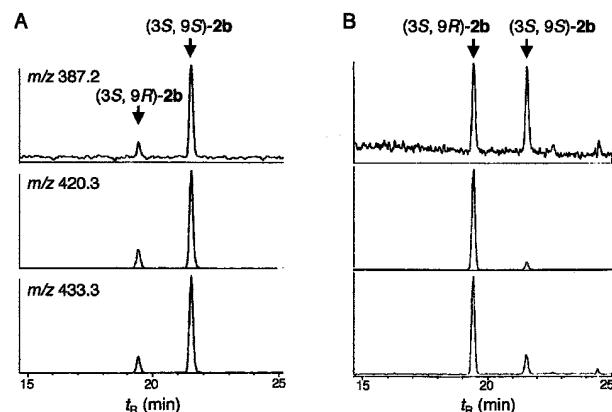 A
(3S, 9S)-2b
m/z 387.2
(3S, 9R)-2b
m/z 420.3
m/z 433.3
15 20 25
tR (min)
B
(3S, 9R)-2b (3S, 9S)-2b
15 20 25
tR (min)